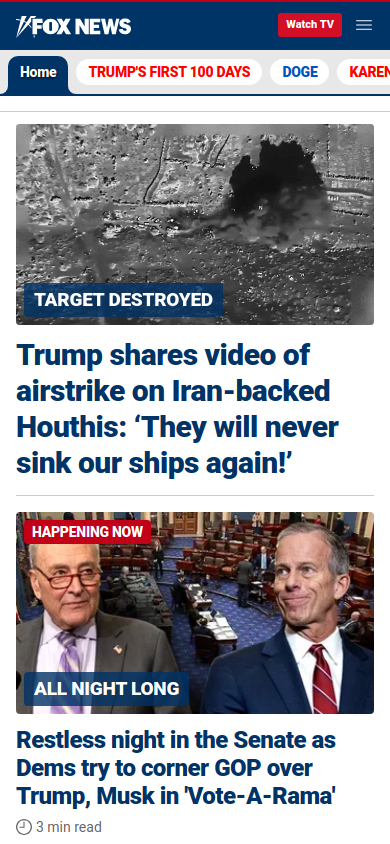 FOX NEWS
Watch TV
Home
TRUMP'S FIRST 100 DAYS
DOGE
KAREN
TARGET DESTROYED
Trump shares video of
airstrike on Iran-backed
Houthis: ‘They will never
sink our ships again!’
HAPPENING NOW
ALL NIGHT LONG
Restless night in the Senate as
Dems try to corner GOP over
Trump, Musk in 'Vote-A-Rama'
3 min read